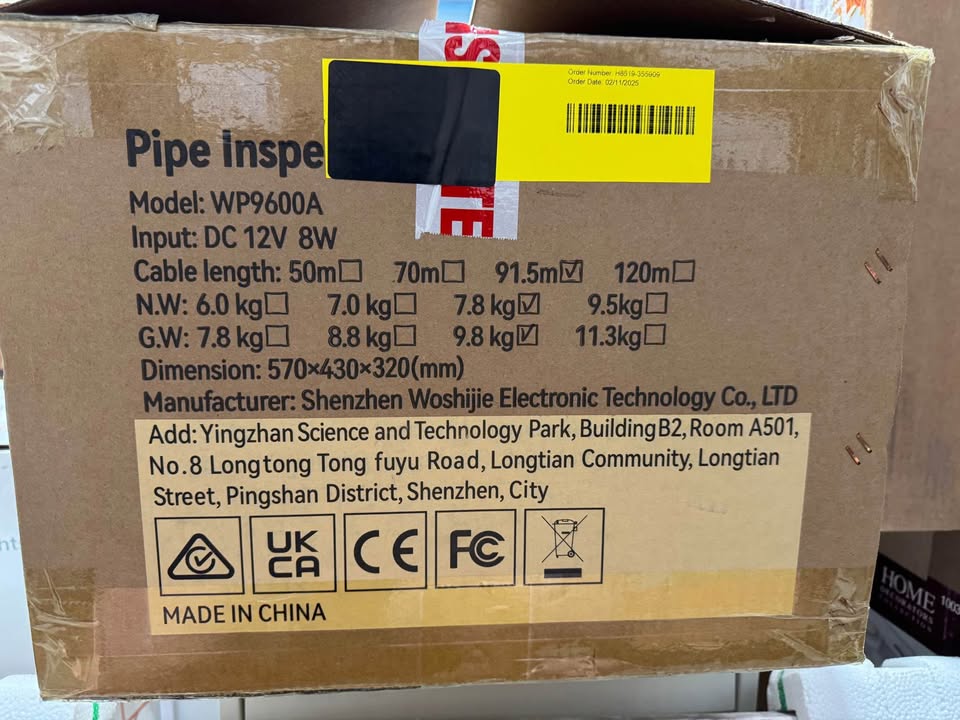 Order Number: H8519-355909
Order Date: 02/11/2025
Pipe Inspe
Model: WP9600A
Input: DC 12V 8W
Cable length: 50m☐ 70m☐ 91.5m☑ 120m☐
N.W: 6.0 kg☐ 7.0 kg☐ 7.8 kg☑ 9.5kg☐
G.W: 7.8 kg☐ 8.8 kg☐ 9.8 kg☑ 11.3kg☐
Dimension: 570×430×320(mm)
Manufacturer: Shenzhen Woshijie Electronic Technology Co., LTD
Add: Yingzhan Science and Technology Park, Building B2, Room A501,
No.8 Longtong Tong fuyu Road, Longtian Community, Longtian
Street, Pingshan District, Shenzhen, City
UK
CA
CE
FC
MADE IN CHINA
HOME
DECORATORS